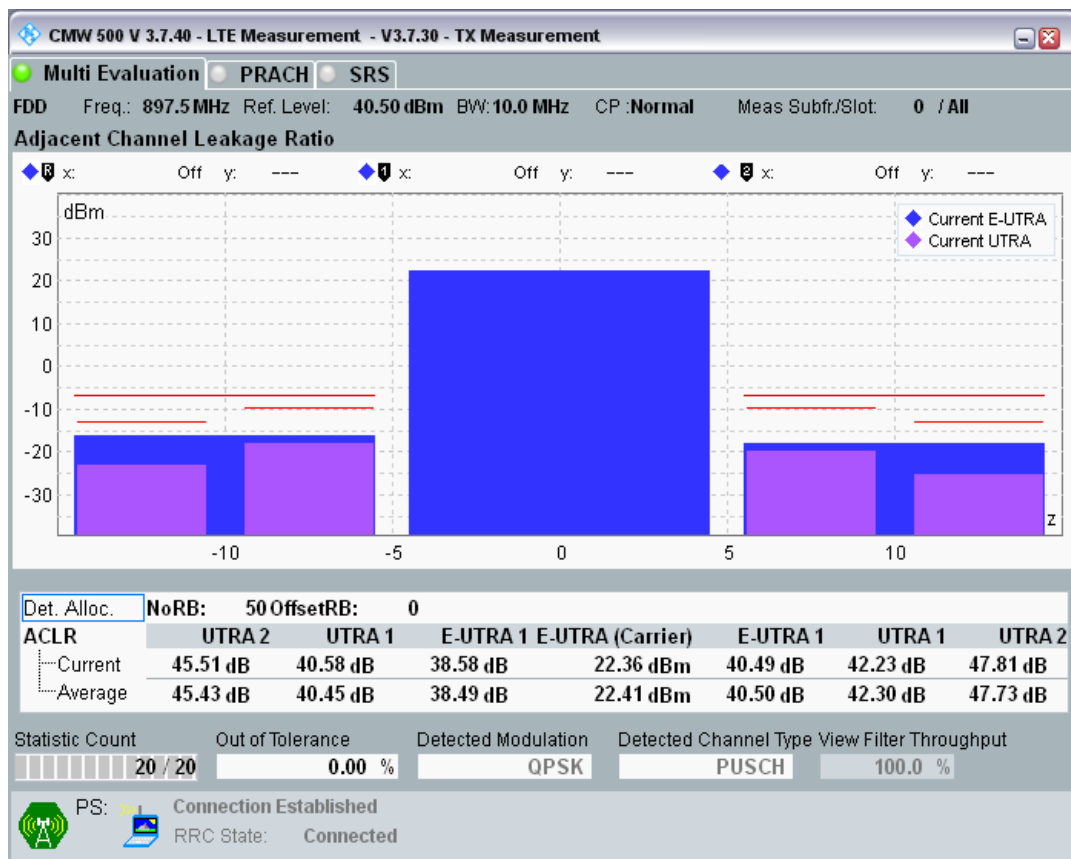 CMW 500 V 3.7.40 - LTE Measurement - V3.7.30 - TX Measurement
Multi Evaluation PRACH SRS
FDD Freq.: 897.5 MHz Ref. Level: 40.50 dBm BW: 10.0 MHz CP :Normal Meas Subfr./Slot: 0 / All
Adjacent Channel Leakage Ratio
R x: Off y: --- 1 x: Off y: --- 2 x: Off y: ---
dBm
Current E-UTRA
Current UTRA
30
20
10
0
-10
-20
-30
z
-10 -5 0 5 10
Det. Alloc. NoRB: 50 OffsetRB: 0
ACLR UTRA 2 UTRA 1 E-UTRA 1 E-UTRA (Carrier) E-UTRA 1 UTRA 1 UTRA 2
Current 45.51 dB 40.58 dB 38.58 dB 22.36 dBm 40.49 dB 42.23 dB 47.81 dB
Average 45.43 dB 40.45 dB 38.49 dB 22.41 dBm 40.50 dB 42.30 dB 47.73 dB
Statistic Count Out of Tolerance Detected Modulation Detected Channel Type View Filter Throughput
20 / 20 0.00 % QPSK PUSCH 100.0 %
PS: Connection Established
RRC State: Connected